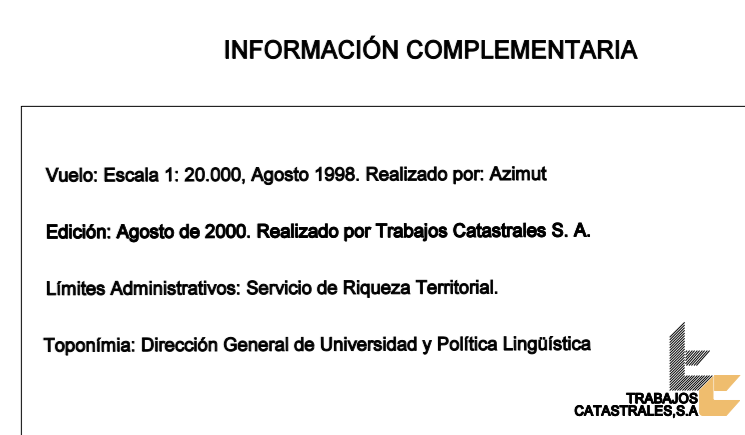 INFORMACIÓN COMPLEMENTARIA
Vuelo: Escala 1: 20.000, Agosto 1998. Realizado por: Azimut
Edición: Agosto de 2000. Realizado por Trabajos Catastrales S. A.
Límites Administrativos: Servicio de Riqueza Territorial.
Toponímia: Dirección General de Universidad y Política Lingüística
TRABAJOS
CATASTRALES,S.A